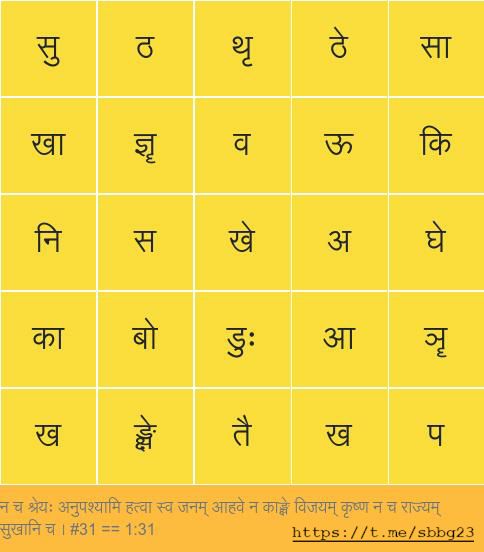 सु ठ थृ ठे सा
खा ज्ञॄ व ऊ कि
नि स खे अ घे
का बो डुः आ ञॄ
ख ङ्क्षे तै ख प
न च श्रेयः अनुपश्यामि हत्वा स्व जनम् आहवे न काङ्क्षे विजयम् कृष्ण न च राज्यम्
सुखानि च । #31 == 1:31
https://t.me/sbbg23